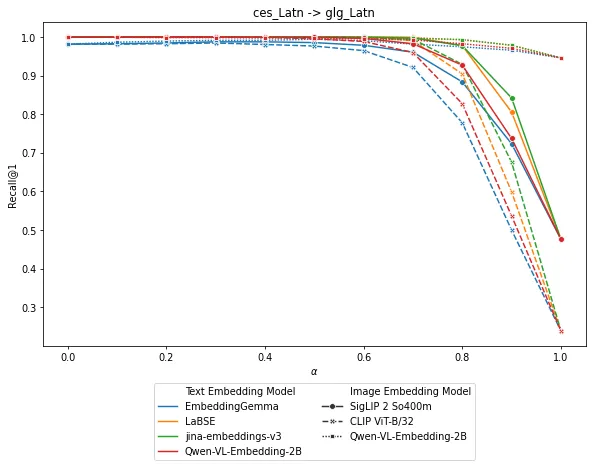 ces_Latn -> glg_Latn
Recall@1
1.0
0.9
0.8
0.7
0.6
0.5
0.4
0.3
0.0 0.2 0.4 0.6 0.8 1.0
α
Text Embedding Model
EmbeddingGemma
LaBSE
jina-embeddings-v3
Qwen-VL-Embedding-2B
Image Embedding Model
SigLIP 2 So400m
CLIP ViT-B/32
Qwen-VL-Embedding-2B